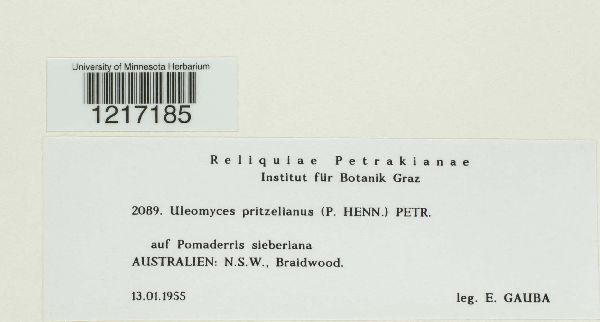 University of Minnesota Herbarium
1217185
Reliquiae Petrakianae
Institut für Botanik Graz
2089. Uleomyces pritzelianus (P. HENN.) PETR.
auf Pomaderris sieberiana
AUSTRALIEN: N.S.W., Braidwood.
13.01.1955 leg. E. GAUBA